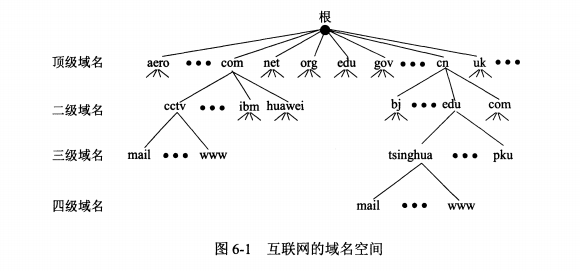 根
顶级域名 aero ••• com net org edu gov ••• cn uk •••
二级域名 cctv ••• ibm huawei bj ••• edu com
三级域名 mail ••• www tsinghua ••• pku
四级域名 mail ••• www
图 6-1 互联网的域名空间